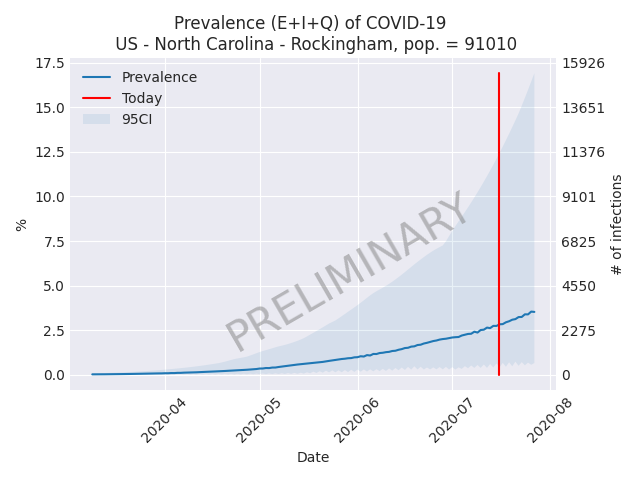 Prevalence (E+I+Q) of COVID-19
US - North Carolina - Rockingham, pop. = 91010
17.5
15.0
12.5
10.0
7.5
5.0
2.5
0.0
%
Prevalence
Today
95CI
PRELIMINARY
15926
13651
11376
9101
6825
4550
2275
0
# of infections
2020-04
2020-05
2020-06
2020-07
2020-08
Date